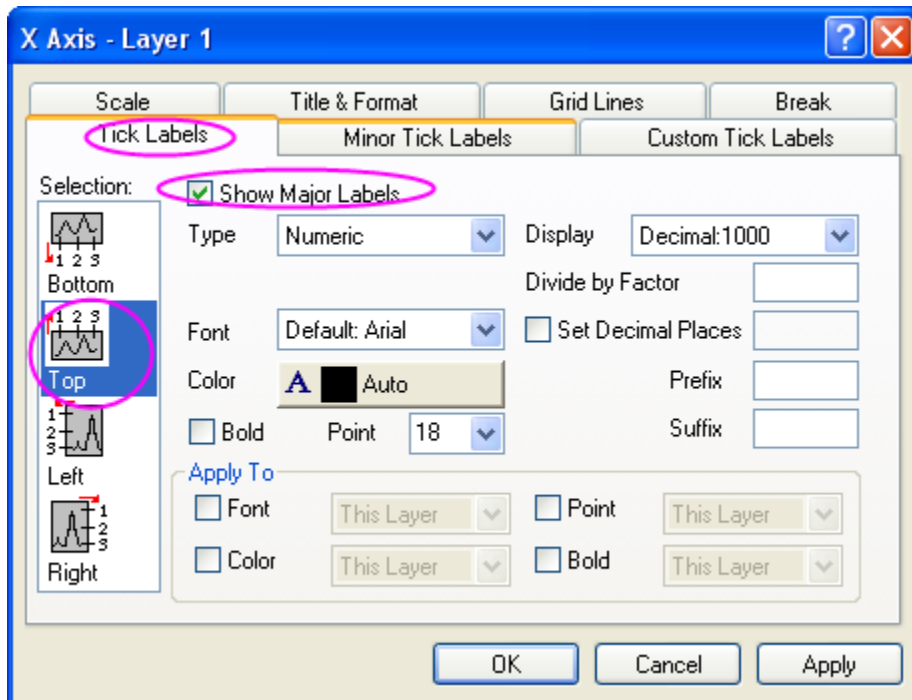 X Axis - Layer 1
Scale Title & Format Grid Lines Break
Tick Labels Minor Tick Labels Custom Tick Labels
Selection: Show Major Labels
Type Numeric Display Decimal:1000
1 2 3
Bottom Divide by Factor
1 2 3
Font Default: Arial Set Decimal Places
Top Color A Auto Prefix
1
2
3
Bold Point 18 Suffix
Left Apply To
1
2
3
Font This Layer Point This Layer
Color This Layer Bold This Layer
Right
OK Cancel Apply